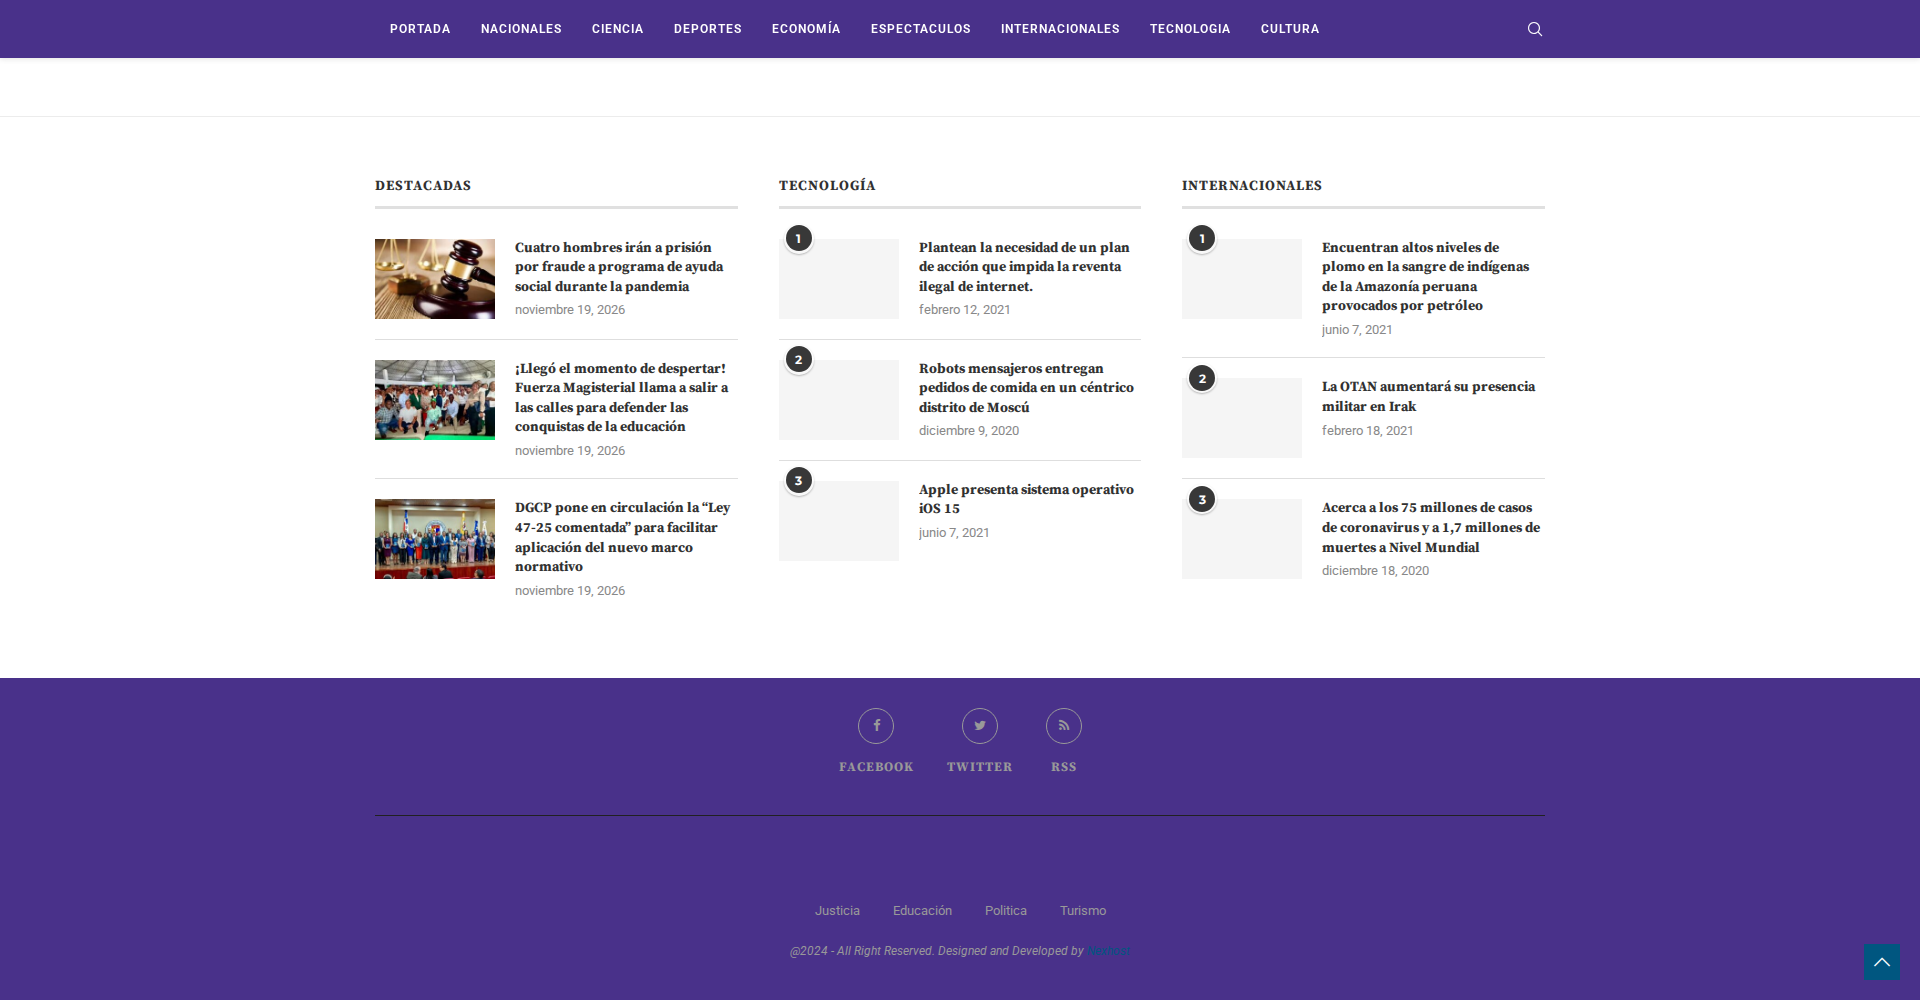 PORTADA NACIONALES CIENCIA DEPORTES ECONOMÍA ESPECTACULOS INTERNACIONALES TECNOLOGIA CULTURA
DESTACADAS
Cuatro hombres irán a prisión
por fraude a programa de ayuda
social durante la pandemia
noviembre 19, 2026
¡Llegó el momento de despertar!
Fuerza Magisterial llama a salir a
las calles para defender las
conquistas de la educación
noviembre 19, 2026
DGCP pone en circulación la “Ley
47-25 comentada” para facilitar
aplicación del nuevo marco
normativo
noviembre 19, 2026
TECNOLOGÍA
1
Plantean la necesidad de un plan
de acción que impida la reventa
ilegal de internet.
febrero 12, 2021
2
Robots mensajeros entregan
pedidos de comida en un céntrico
distrito de Moscú
diciembre 9, 2020
3
Apple presenta sistema operativo
iOS 15
junio 7, 2021
INTERNACIONALES
1
Encuentran altos niveles de
plomo en la sangre de indígenas
de la Amazonía peruana
provocados por petróleo
junio 7, 2021
2
La OTAN aumentará su presencia
militar en Irak
febrero 18, 2021
3
Acerca a los 75 millones de casos
de coronavirus y a 1,7 millones de
muertes a Nivel Mundial
diciembre 18, 2020
FACEBOOK TWITTER RSS
Justicia Educación Politica Turismo
@2024 - All Right Reserved. Designed and Developed by